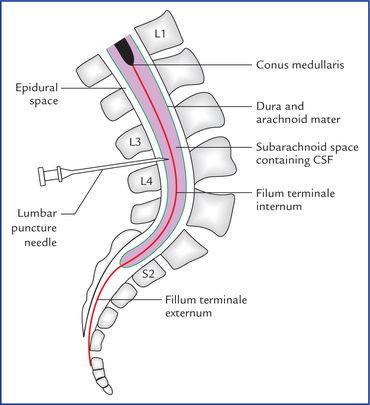 L1
Conus medullaris
Epidural
space
Dura and
arachnoid mater
L3
Subarachnoid space
containing CSF
L4
Filum terminale
internum
Lumbar
puncture
needle
S2
Fillum terminale
externum